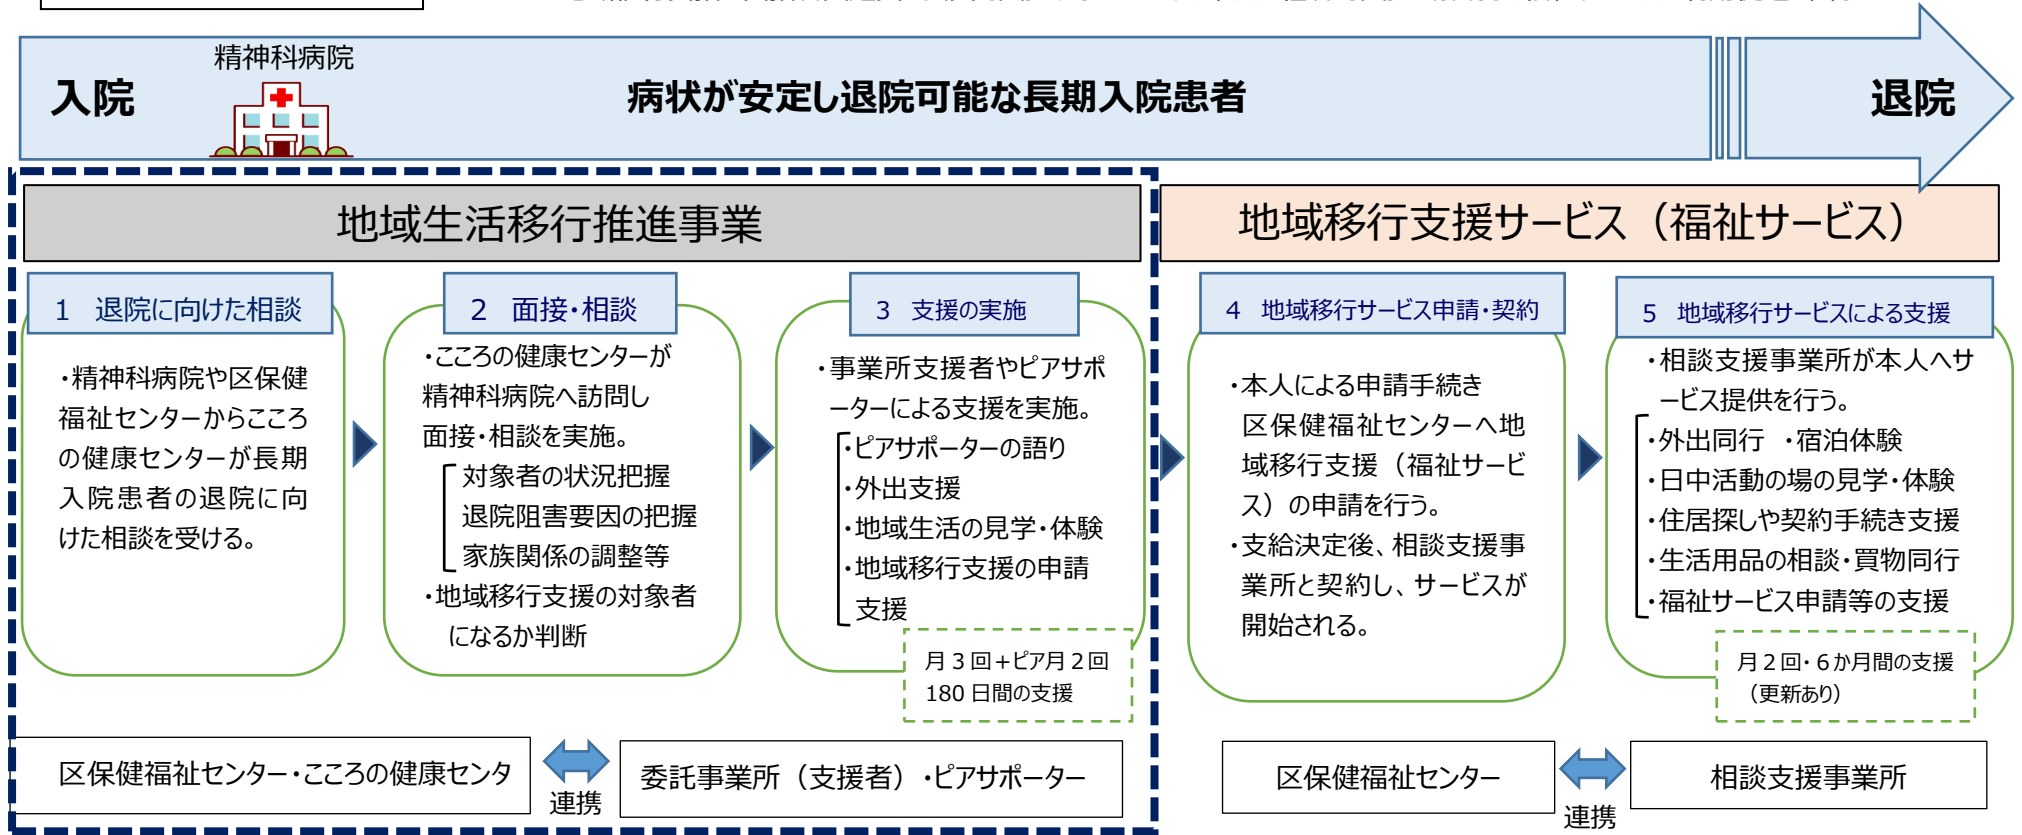 精神科病院
入院
病状が安定し退院可能な長期入院患者
退院
地域生活移行推進事業
地域移行支援サービス（福祉サービス）
1 退院に向けた相談
・精神科病院や区保健
福祉センターからこころ
の健康センターが長期
入院患者の退院に向
けた相談を受ける。
2 面接・相談
・こころの健康センターが
精神科病院へ訪問し
面接・相談を実施。
対象者の状況把握
退院阻害要因の把握
家族関係の調整等
・地域移行支援の対象者
になるか判断
3 支援の実施
・事業所支援者やピアサポ
ーターによる支援を実施。
・ピアサポーターの語り
・外出支援
・地域生活の見学・体験
・地域移行支援の申請
支援
月３回＋ピア月２回
180 日間の支援
4 地域移行サービス申請・契約
・本人による申請手続き
区保健福祉センターへ地
域移行支援（福祉サービ
ス）の申請を行う。
・支給決定後、相談支援事
業所と契約し、サービスが
開始される。
5 地域移行サービスによる支援
・相談支援事業所が本人へサ
ービス提供を行う。
・外出同行 ・宿泊体験
・日中活動の場の見学・体験
・住居探しや契約手続き支援
・生活用品の相談・買物同行
・福祉サービス申請等の支援
月２回・６か月間の支援
（更新あり）
区保健福祉センター・こころの健康センタ
連携
委託事業所（支援者）・ピアサポーター
区保健福祉センター
連携
相談支援事業所